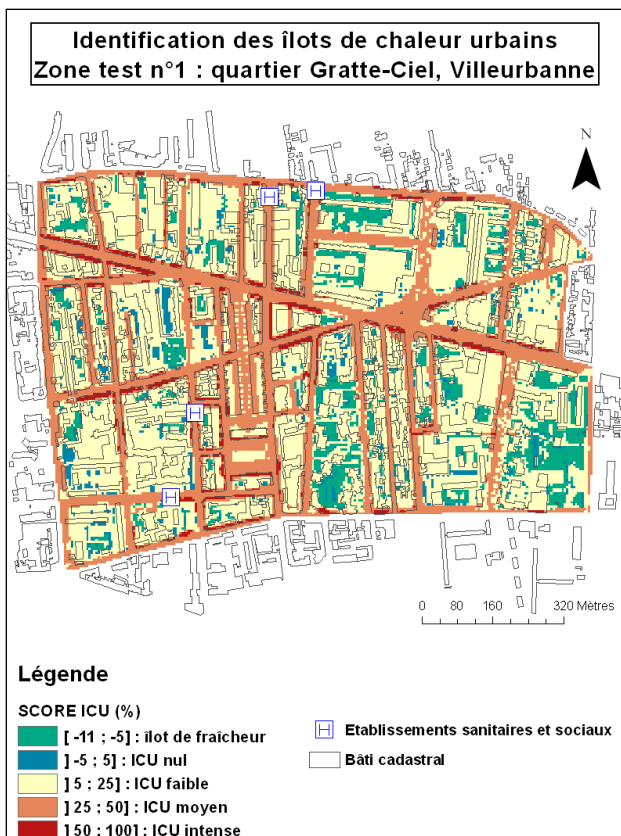 Identification des îlots de chaleur urbains
Zone test n°1 : quartier Gratte-Ciel, Villeurbanne
N
H
H
H
H
0 80 160 320 Mètres
Légende
SCORE ICU (%)
[ -11 ; -5] : îlot de fraîcheur
] -5 ; 5] : ICU nul
] 5 ; 25] : ICU faible
] 25 ; 50] : ICU moyen
] 50 ; 100] : ICU intense
H Etablissements sanitaires et sociaux
Bâti cadastral